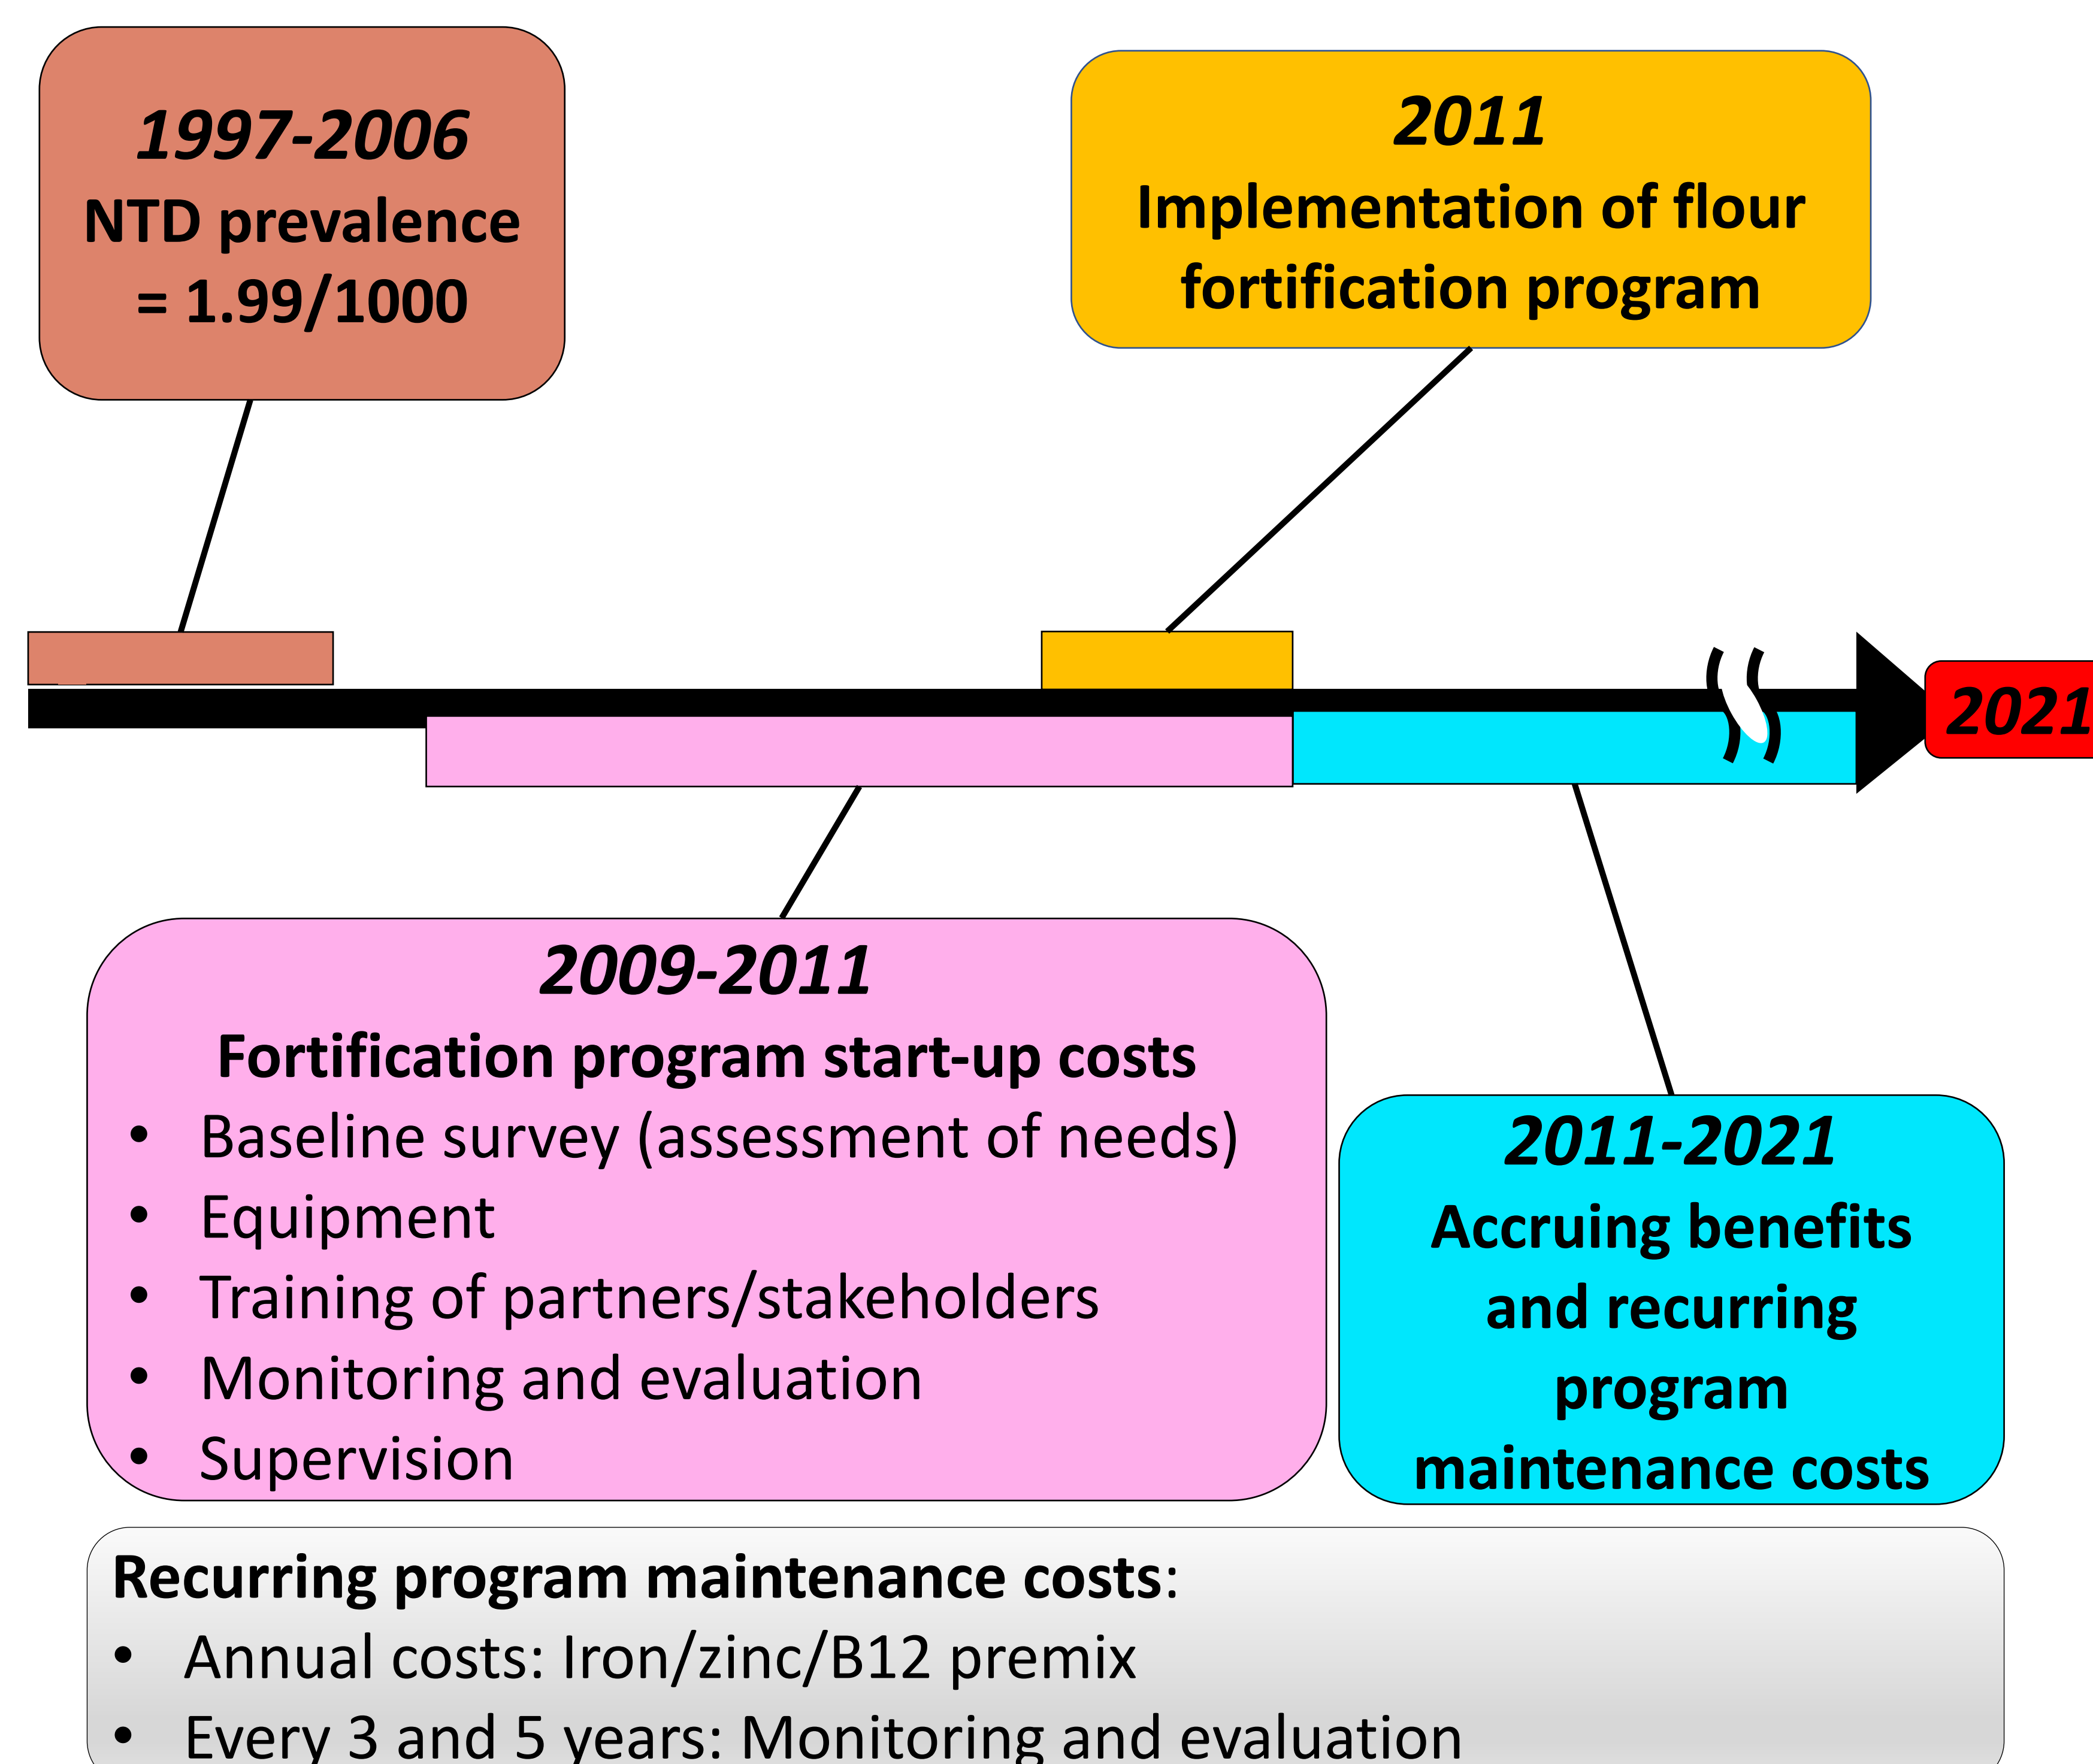 1997-2006
NTD prevalence
= 1.99/1000
2011
Implementation of flour
fortification program
2021
2009-2011
Fortification program start-up costs
• Baseline survey (assessment of needs)
• Equipment
• Training of partners/stakeholders
• Monitoring and evaluation
• Supervision
2011-2021
Accruing benefits
and recurring
program
maintenance costs
Recurring program maintenance costs:
• Annual costs: Iron/zinc/B12 premix
• Every 3 and 5 years: Monitoring and evaluation